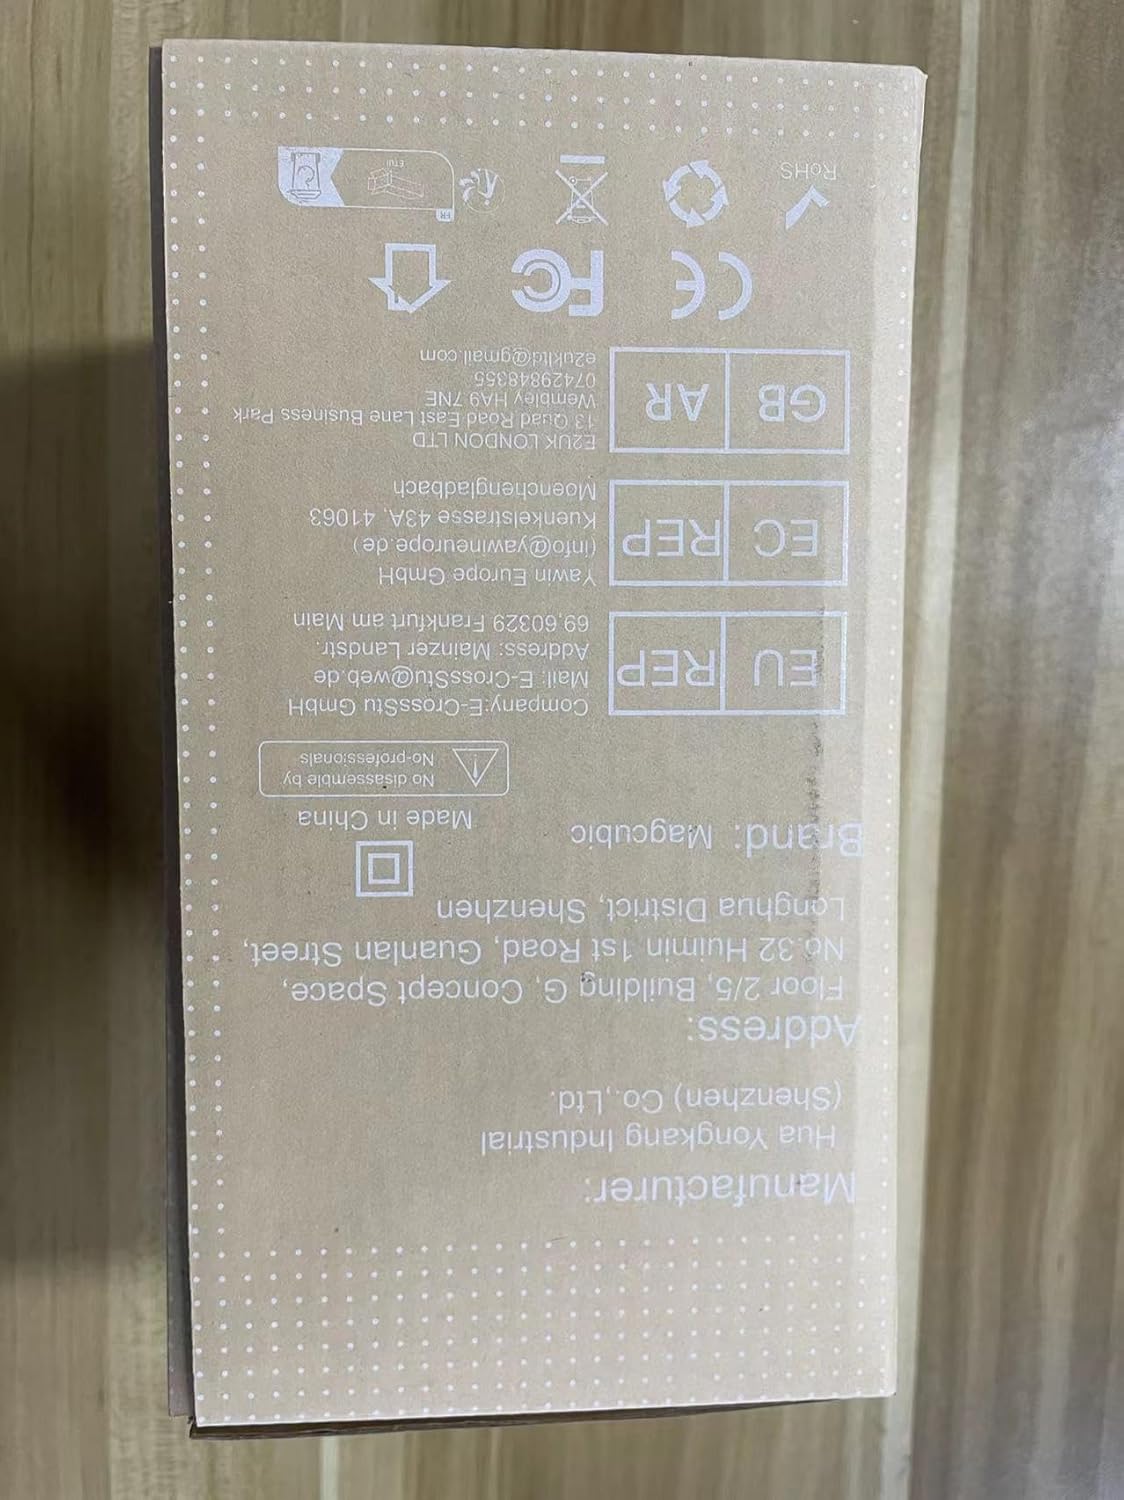 Manufacturer:
Hua Yongkang Industrial
(Shenzhen) Co.,Ltd.
Address:
Floor 2/5, Building G, Concept Space,
No.32 Huimin 1st Road, Guanlan Street,
Longhua District, Shenzhen
Brand: Magcubic
Made in China
No disassemble by
No-professionals
EU REP
Company:E-CrossStu GmbH
Mail: E-CrossStu@web.de
Address: Mainzer Landstr.
69,60329 Frankfurt am Main
EC REP
Yawin Europe GmbH
(info@yawineurope.de)
Kuenkelstrasse 43A, 41063
Moenchengladbach
GB AR
E2UK LONDON LTD
13 Quad Road East Lane Business Park
Wembley HA9 7NE
07429848355
e2ukltd@gmail.com
CE FC
RoHS
FR
ETUI